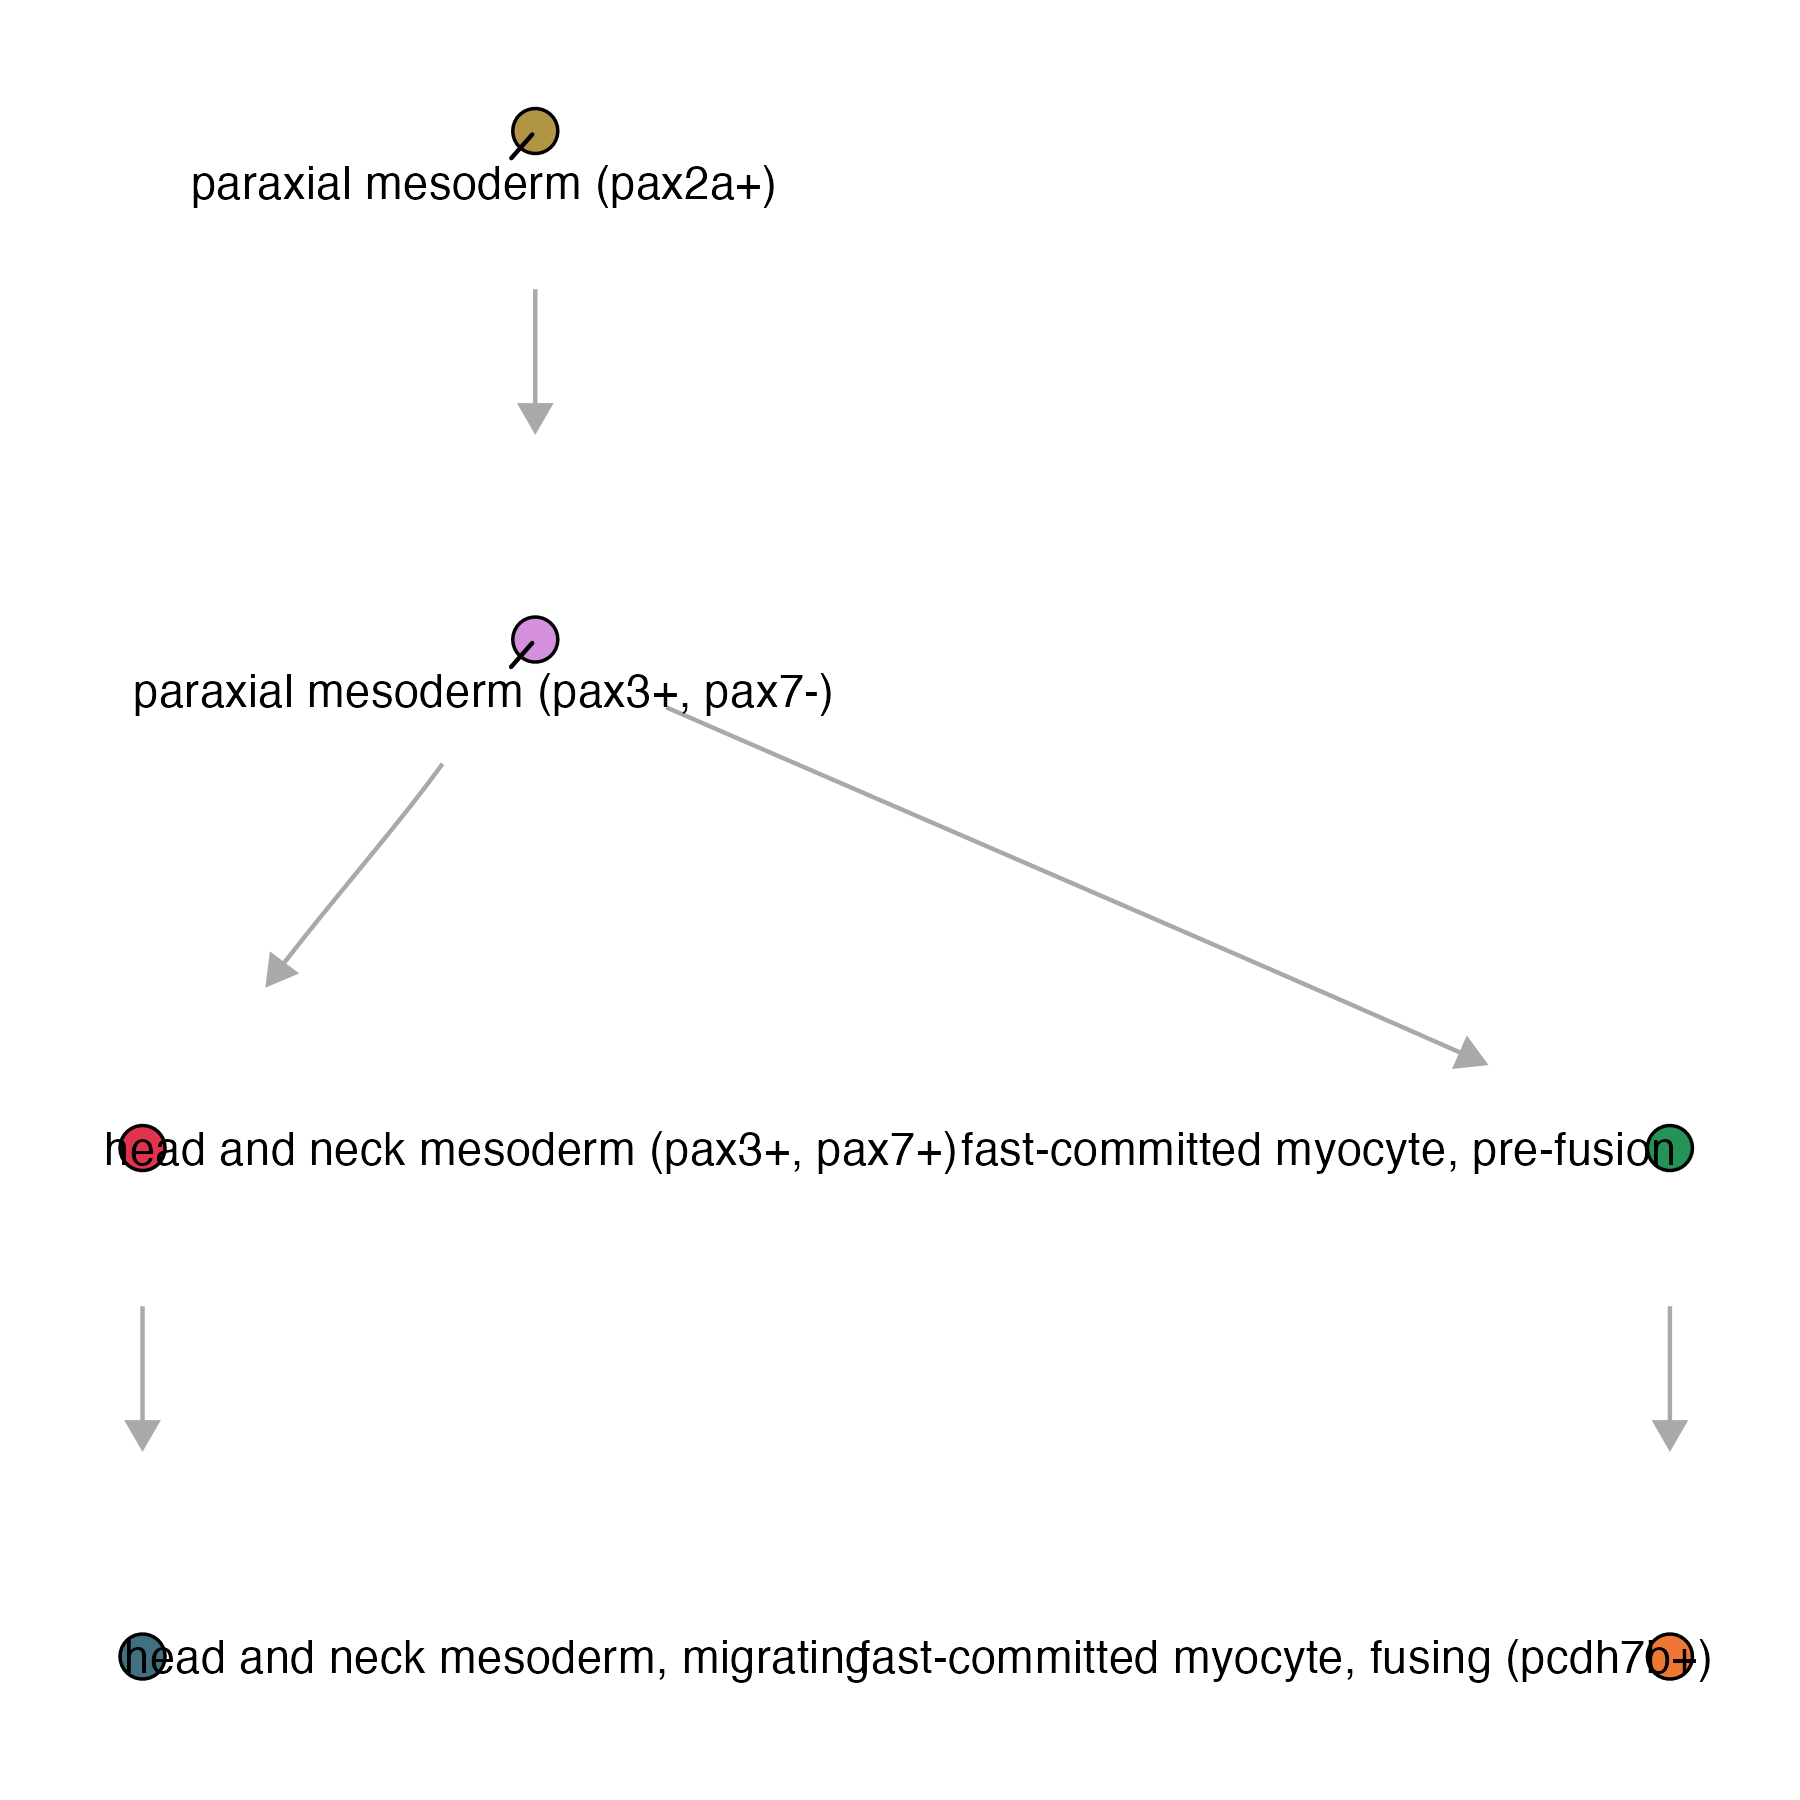 paraxial mesoderm (pax2a+)
paraxial mesoderm (pax3+, pax7-)
head and neck mesoderm (pax3+, pax7+)
fast-committed myocyte, pre-fusion
head and neck mesoderm, migrating
fast-committed myocyte, fusing (pcdh7b+)